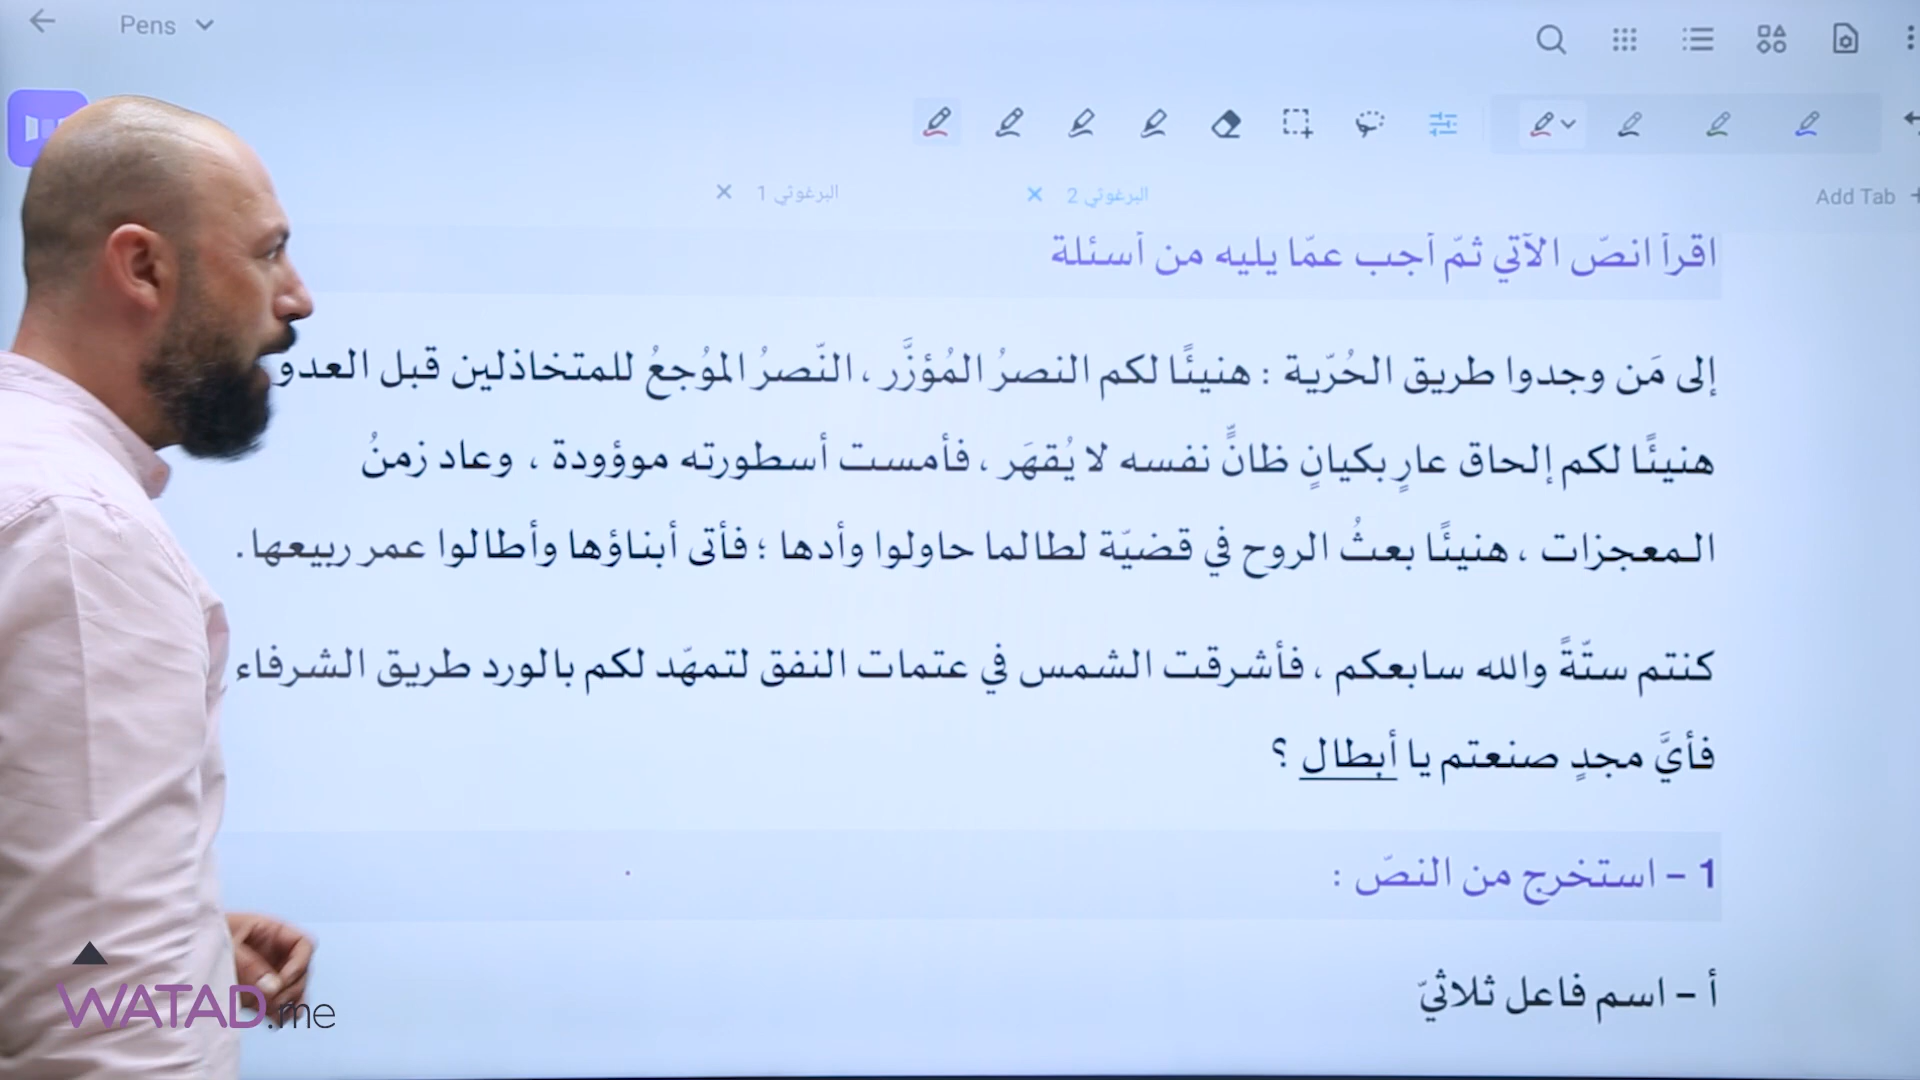 Pens
البرغوثي 1
البرغوثي 2
Add Tab
اقرأ انصّ الآتي ثمّ أجب عمّا يليه من أسئلة
إلى مَن وجدوا طريق الحُرّية : هنيئًا لكم النصرُ المُؤزَّر ، النّصرُ المُوجعُ للمتخاذلين قبل العدو
هنيئًا لكم إلحاق عارٍ بكيانٍ ظانًّ نفسه لا يُقهَر ، فأمست أسطورته موؤودة ، وعاد زمنُ
المعجزات ، هنيئًا بعثُ الروح في قضيّة لطالما حاولوا وأدها ؛ فأتى أبناؤها وأطالوا عمر ربيعها .
كنتم ستّةً والله سابعكم ، فأشرقت الشمس في عتمات النفق لتمهّد لكم بالورد طريق الشرفاء
فأيَّ مجدٍ صنعتم يا أبطال ؟
1 – استخرج من النصّ :
أ – اسم فاعل ثلاثيّ
WATAD.me